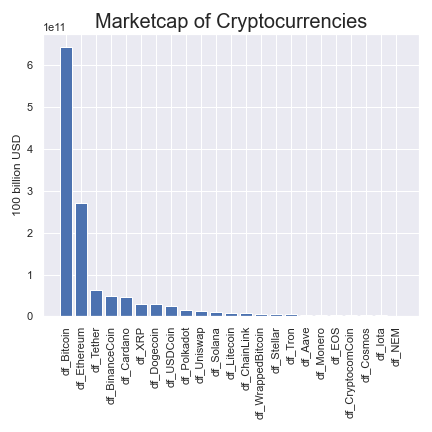 Marketcap of Cryptocurrencies
1e11
6
5
4
3
2
1
0
100 billion USD
df_Bitcoin
df_Ethereum
df_Tether
df_BinanceCoin
df_Cardano
df_XRP
df_Dogecoin
df_USDCoin
df_Polkadot
df_Uniswap
df_Solana
df_Litecoin
df_ChainLink
df_WrappedBitcoin
df_Stellar
df_Tron
df_Aave
df_Monero
df_EOS
df_CryptocomCoin
df_Cosmos
df_Iota
df_NEM